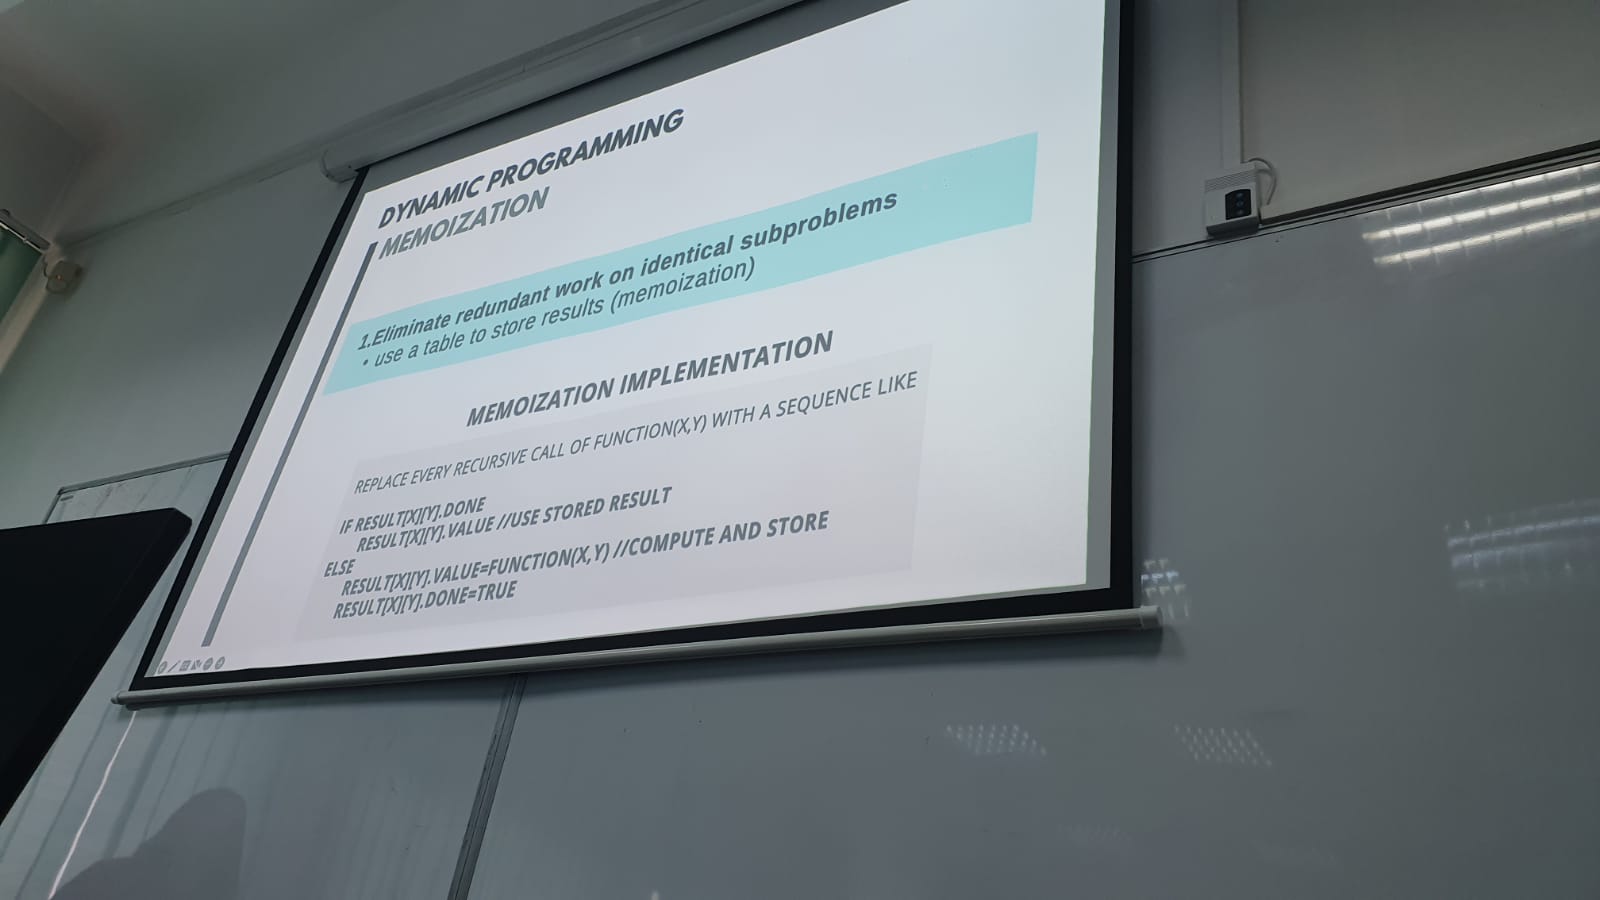 DYNAMIC PROGRAMMING
MEMOIZATION
1.Eliminate redundant work on identical subproblems
• use a table to store results (memoization)
MEMOIZATION IMPLEMENTATION
REPLACE EVERY RECURSIVE CALL OF FUNCTION(X,Y) WITH A SEQUENCE LIKE
IF RESULT[X][Y].DONE
RESULT[X][Y].VALUE //USE STORED RESULT
ELSE
RESULT[X][Y].VALUE=FUNCTION(X,Y) //COMPUTE AND STORE
RESULT[X][Y].DONE=TRUE